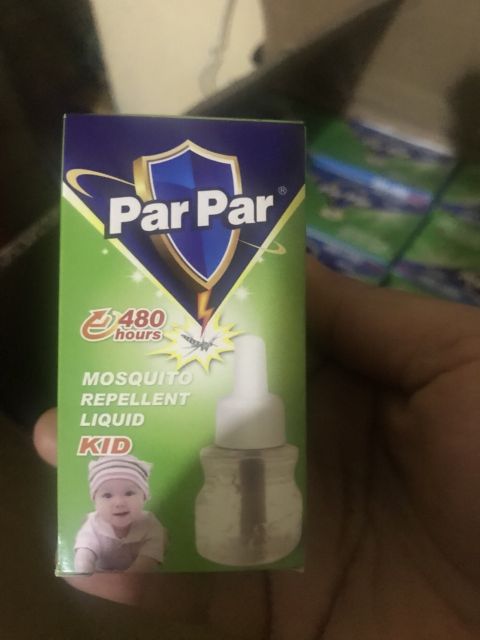 Par Par®
480
hours
MOSQUITO
REPELLENT
LIQUID
KID